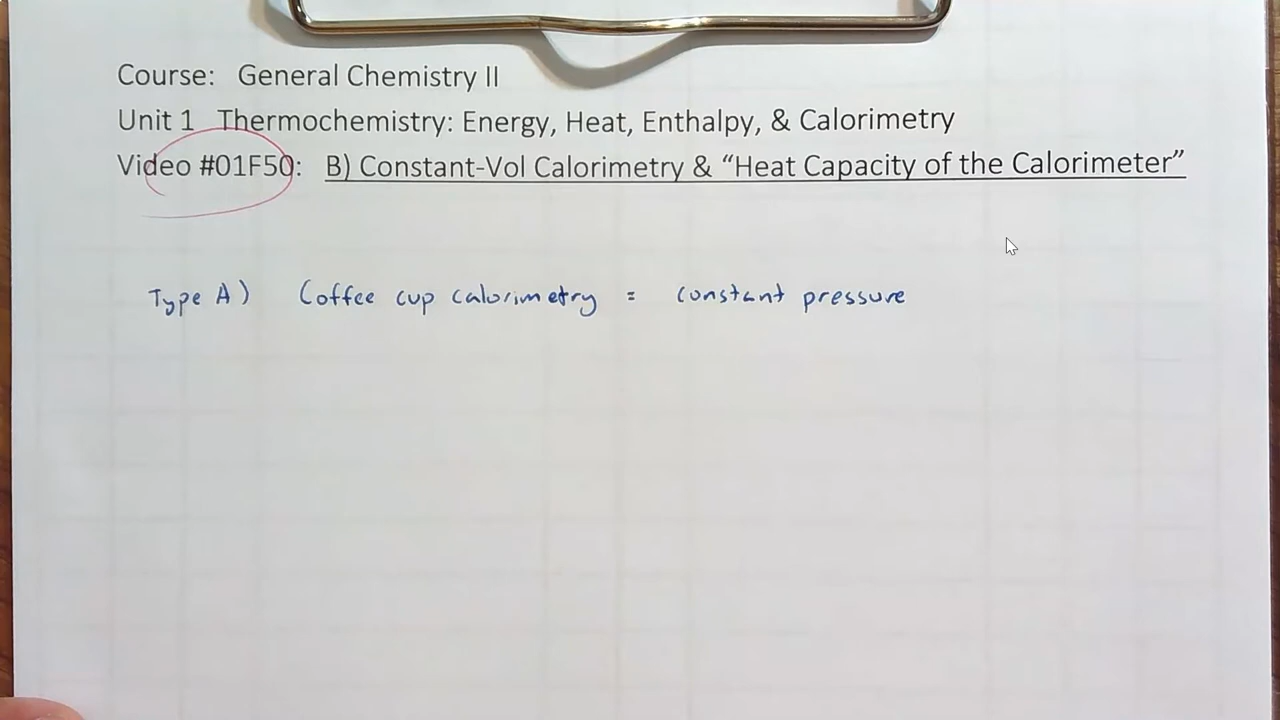 Course: General Chemistry II
Unit 1 Thermochemistry: Energy, Heat, Enthalpy, & Calorimetry
Video #01F50: B) Constant-Vol Calorimetry & “Heat Capacity of the Calorimeter”
Type A) Coffee cup calorimetry = constant pressure